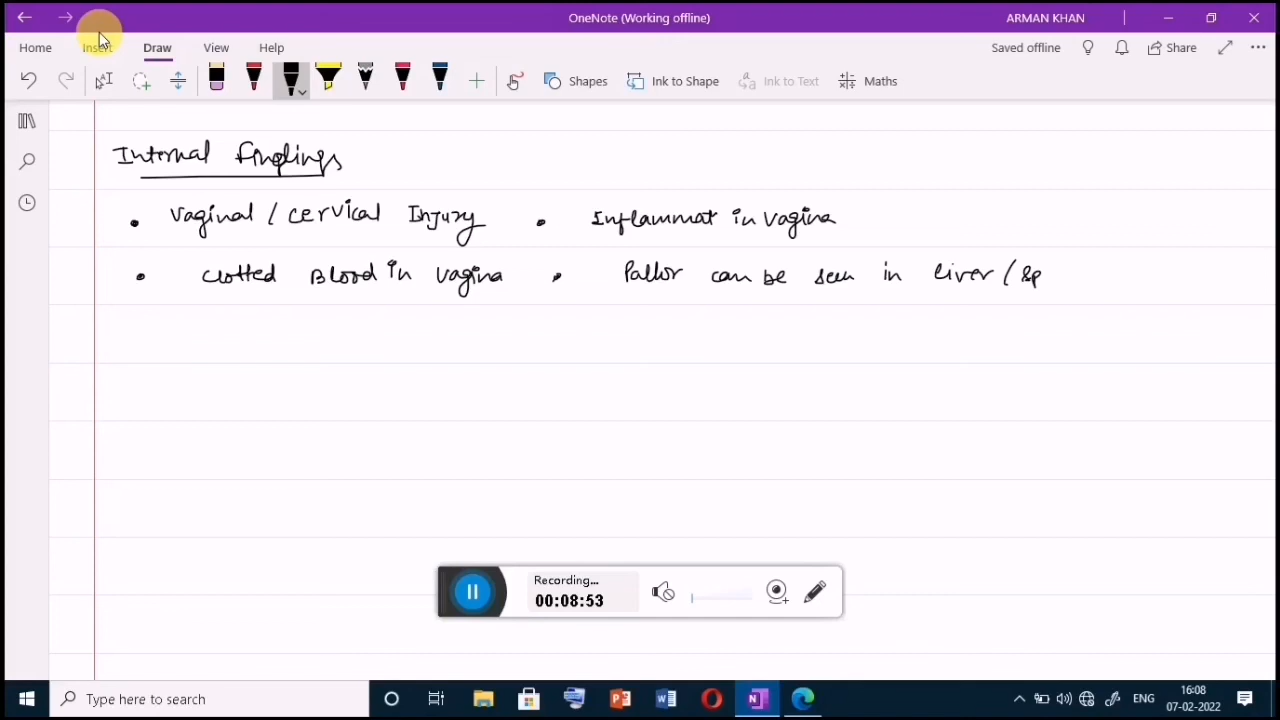 OneNote (Working offline) ARMAN KHAN
Home Insert Draw View Help Saved offline Share
Shapes Ink to Shape Ink to Text Maths
Internal findings
• Vaginal / cervical Injury • Inflammat in vagina
• Clotted Blood in vagina • Pallor can be seen in liver / sp
Recording...
00:08:53
Type here to search ENG 16:08
07-02-2022